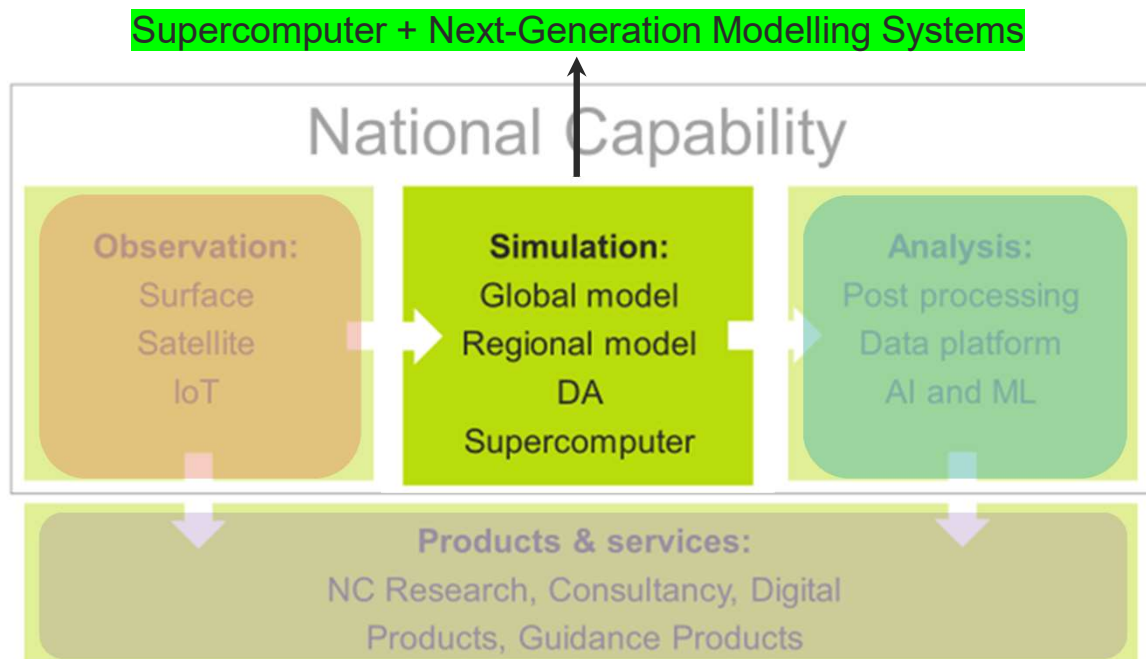 Supercomputer + Next-Generation Modelling Systems
National Capability
Observation:
Surface
Satellite
IoT
Simulation:
Global model
Regional model
DA
Supercomputer
Analysis:
Post processing
Data platform
AI and ML
Products & services:
NC Research, Consultancy, Digital
Products, Guidance Products